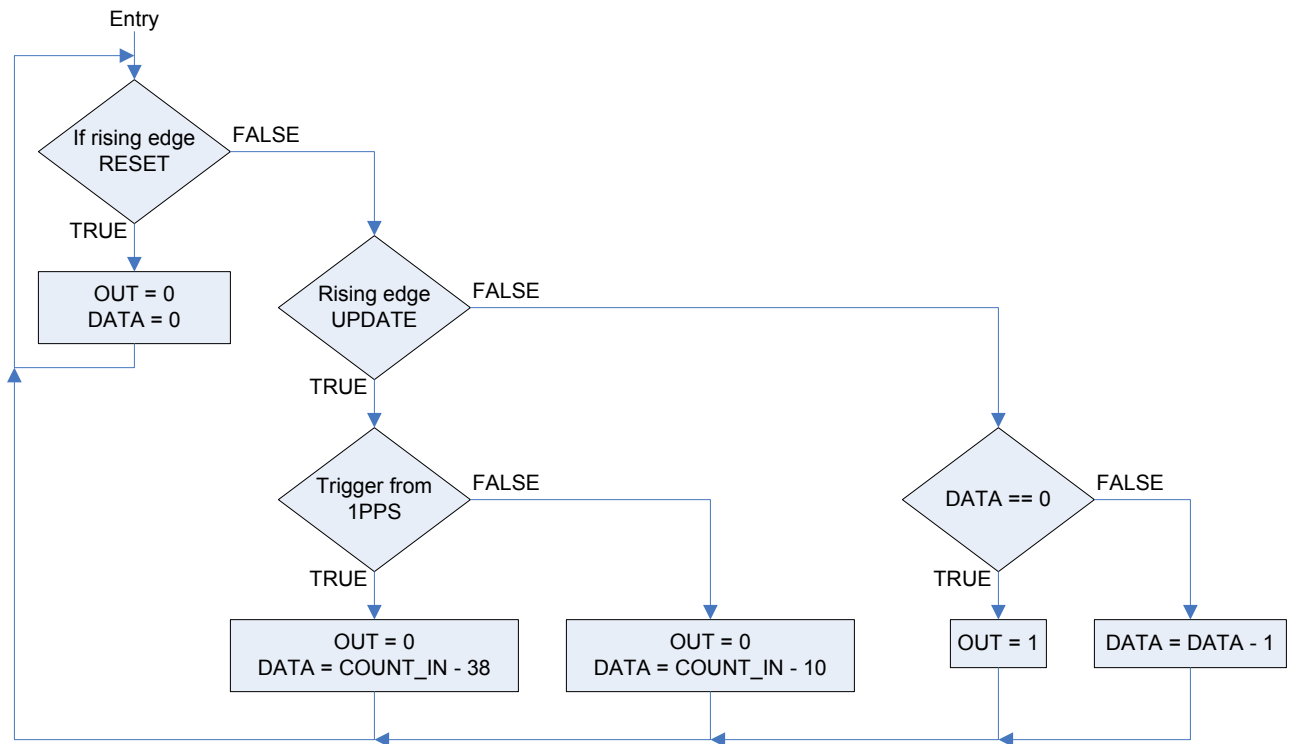 Entry
If rising edge
RESET
FALSE
TRUE
OUT = 0
DATA = 0
Rising edge
UPDATE
FALSE
TRUE
Trigger from
1PPS
FALSE
TRUE
DATA == 0
FALSE
TRUE
OUT = 0
DATA = COUNT_IN - 38
OUT = 0
DATA = COUNT_IN - 10
OUT = 1
DATA = DATA - 1